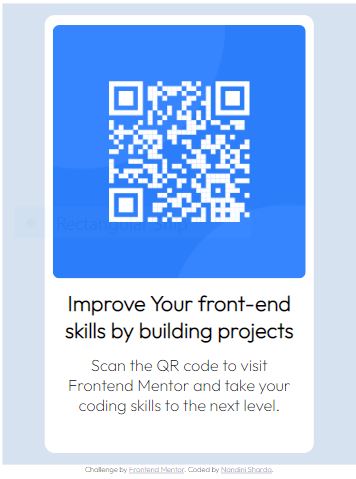 Rectangular Snip
Improve Your front-end
skills by building projects
Scan the QR code to visit
Frontend Mentor and take your
coding skills to the next level.
Challenge by Frontend Mentor. Coded by Nandini Sharda.